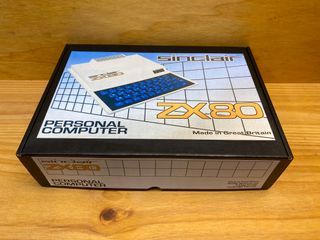 sinclair
ZX80
PERSONAL
COMPUTER
Made in Great Britain
ZX80
PERSONAL
COMPUTER